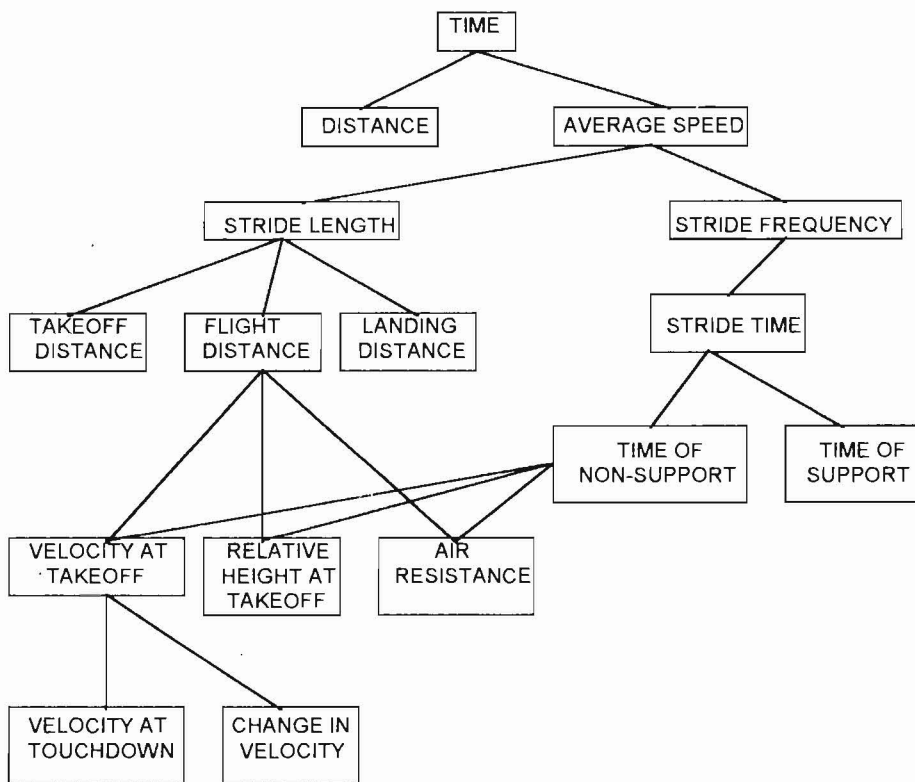 TIME
DISTANCE
AVERAGE SPEED
STRIDE LENGTH
STRIDE FREQUENCY
TAKEOFF
DISTANCE
FLIGHT
DISTANCE
LANDING
DISTANCE
STRIDE TIME
TIME OF
NON-SUPPORT
TIME OF
SUPPORT
VELOCITY AT
TAKEOFF
RELATIVE
HEIGHT AT
TAKEOFF
AIR
RESISTANCE
VELOCITY AT
TOUCHDOWN
CHANGE IN
VELOCITY